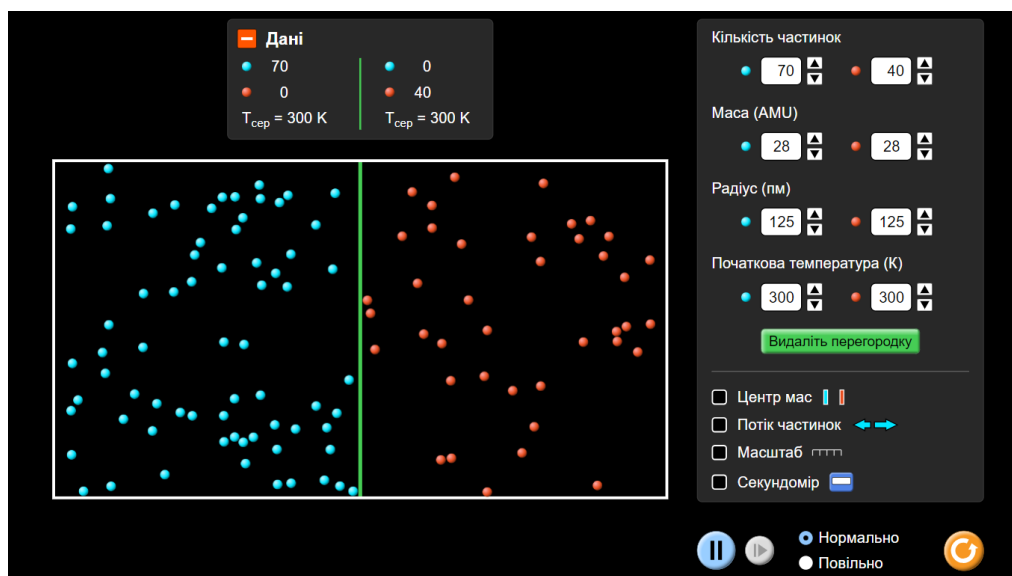 Дані
70 0
0 40
Tсер = 300 K Tсер = 300 K
Кількість частинок
70 40
Маса (AMU)
28 28
Радіус (пм)
125 125
Початкова температура (К)
300 300
Видаліть перегородку
Центр мас
Потік частинок
Масштаб
Секундомір
Нормально
Повільно